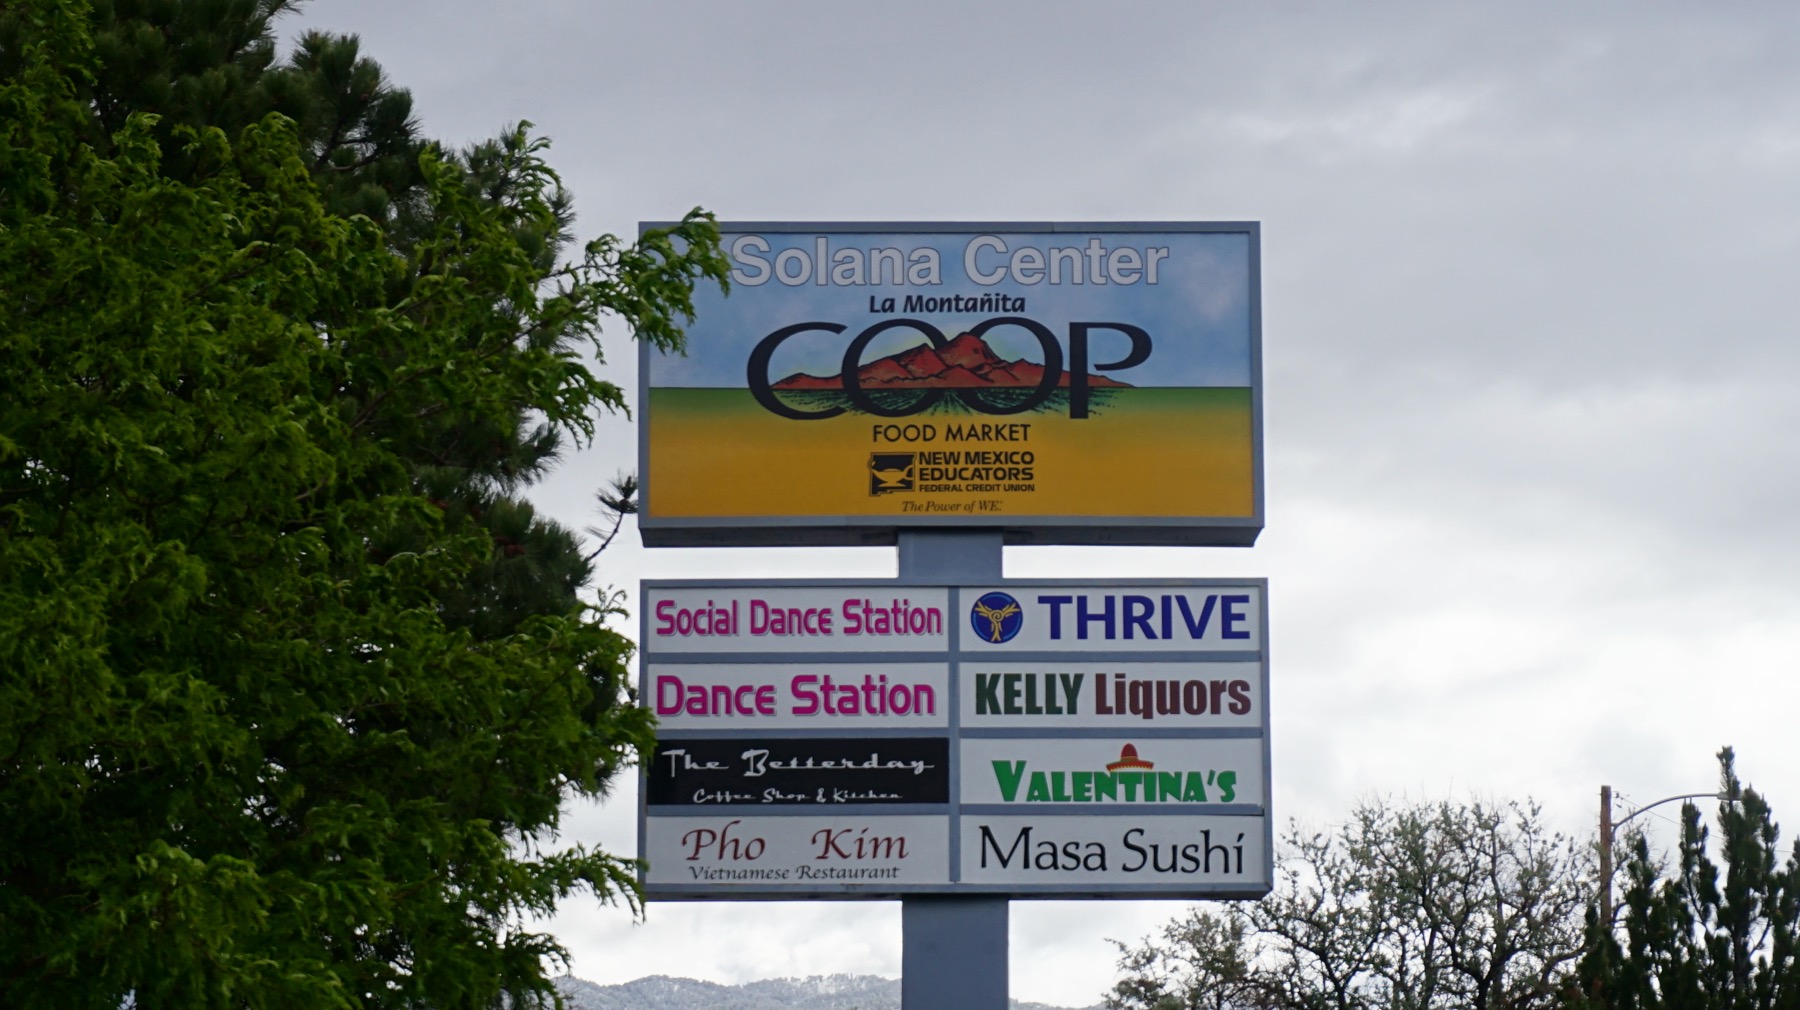 Solana Center
La Montañita
COOP
FOOD MARKET
NEW MEXICO
EDUCATORS
FEDERAL CREDIT UNION
The Power of WE.
Social Dance Station
THRIVE
Dance Station
KELLY Liquors
The Betterday
Coffee Shop & Kitchen
VALENTINA'S
Pho Kim
Vietnamese Restaurant
Masa Sushi